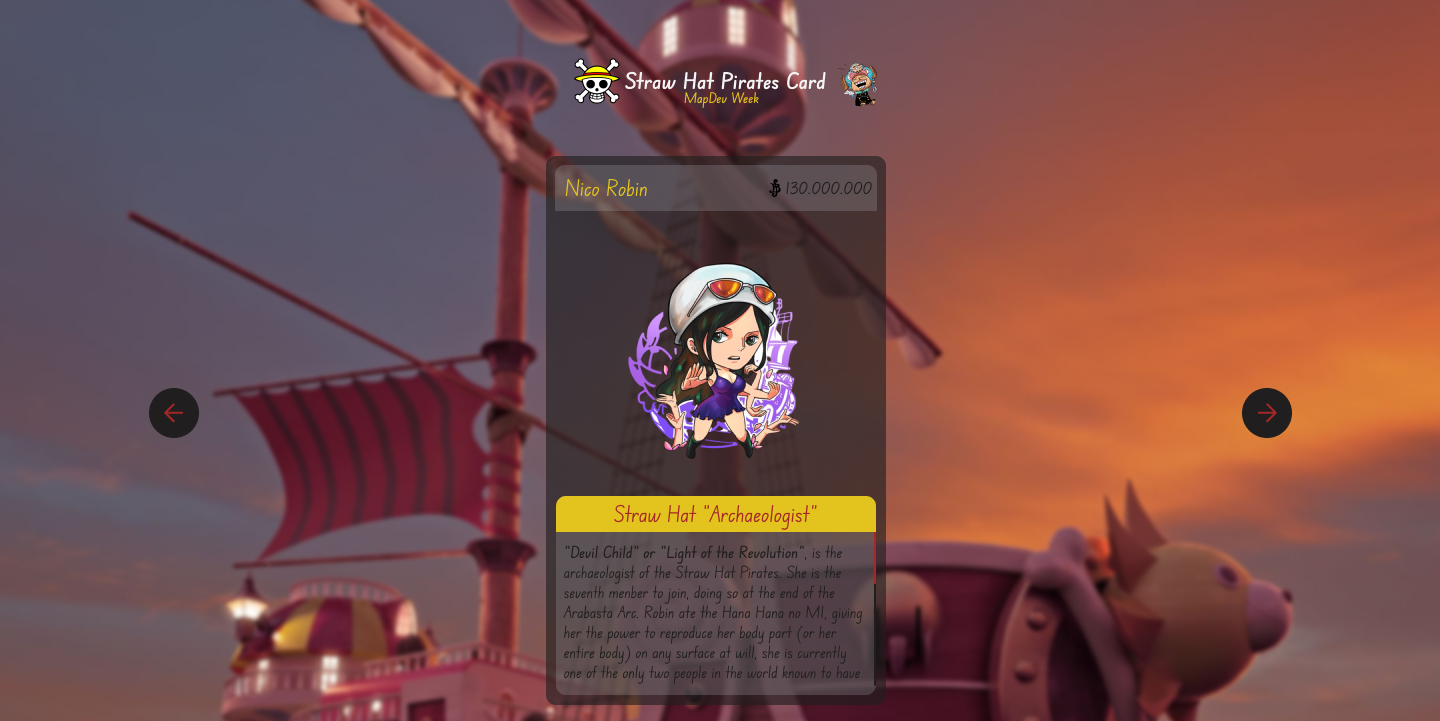 Straw Hat Pirates Card
MapDev Week
Nico Robin
130.000.000
Straw Hat "Archaeologist"
"Devil Child" or "Light of the Revolution", is the
archaeologist of the Straw Hat Pirates. She is the
seventh menber to join, doing so at the end of the
Arabasta Arc. Robin ate the Hana Hana no MI, giving
her the power to reproduce her body part (or her
entire body) on any surface at will, she is currently
one of the only two people in the world known to have